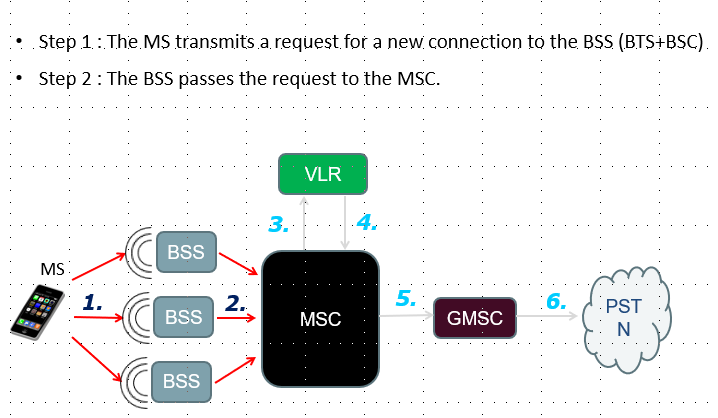 • Step 1 : The MS transmits a request for a new connection to the BSS (BTS+BSC)
• Step 2 : The BSS passes the request to the MSC.
VLR
3.
4.
BSS
MS
1.
BSS
2.
MSC
5.
GMSC
6.
PST
N
BSS